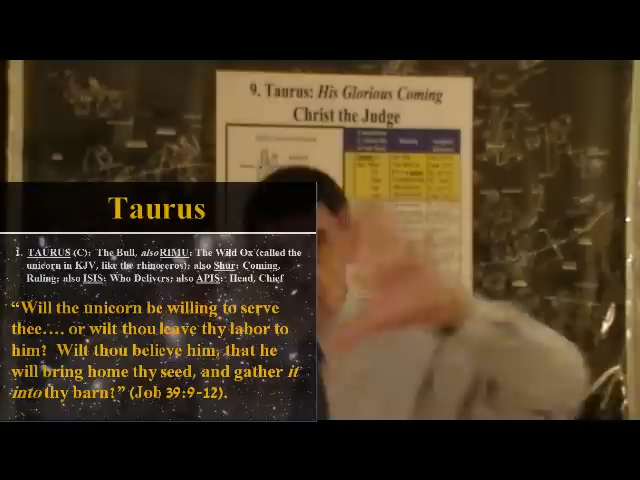 9. Taurus: His Glorious Coming
Christ the Judge
Taurus
1. TAURUS (C): The Bull, also RIMU: The Wild Ox (called the
unicorn in KJV, like the rhinoceros); also Shur: Coming,
Ruling; also ISIS: Who Delivers; also APIS: Head, Chief
“Will the unicorn be willing to serve
thee.... or wilt thou leave thy labor to
him? Wilt thou believe him, that he
will bring home thy seed, and gather it
into thy barn?” (Job 39:9-12).